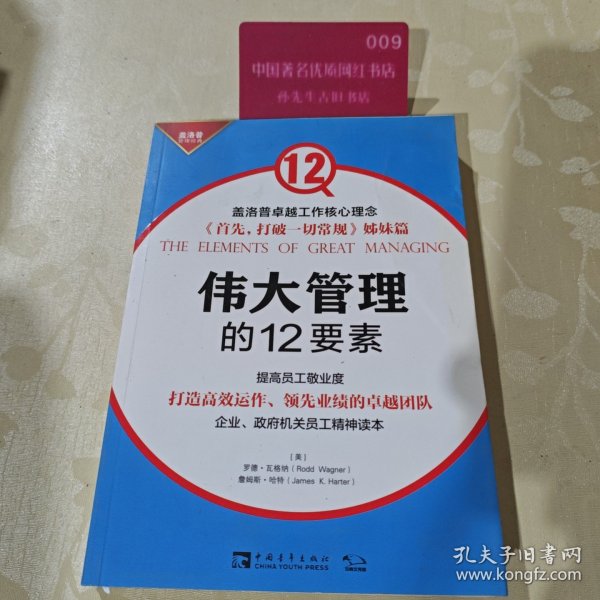 009
中国著名优质网红书店
孙先生古旧书店
盖洛普
管理经典
12
盖洛普卓越工作核心理念
《首先，打破一切常规》姊妹篇
THE ELEMENTS OF GREAT MANAGING
伟大管理
的12要素
提高员工敬业度
打造高效运作、领先业绩的卓越团队
企业、政府机关员工精神读本
［美］
罗德·瓦格纳（Rodd Wagner）
詹姆斯·哈特（James K. Harter）
中国青年出版社
CHINA YOUTH PRESS
孔夫子旧书网
www.kongfz.com